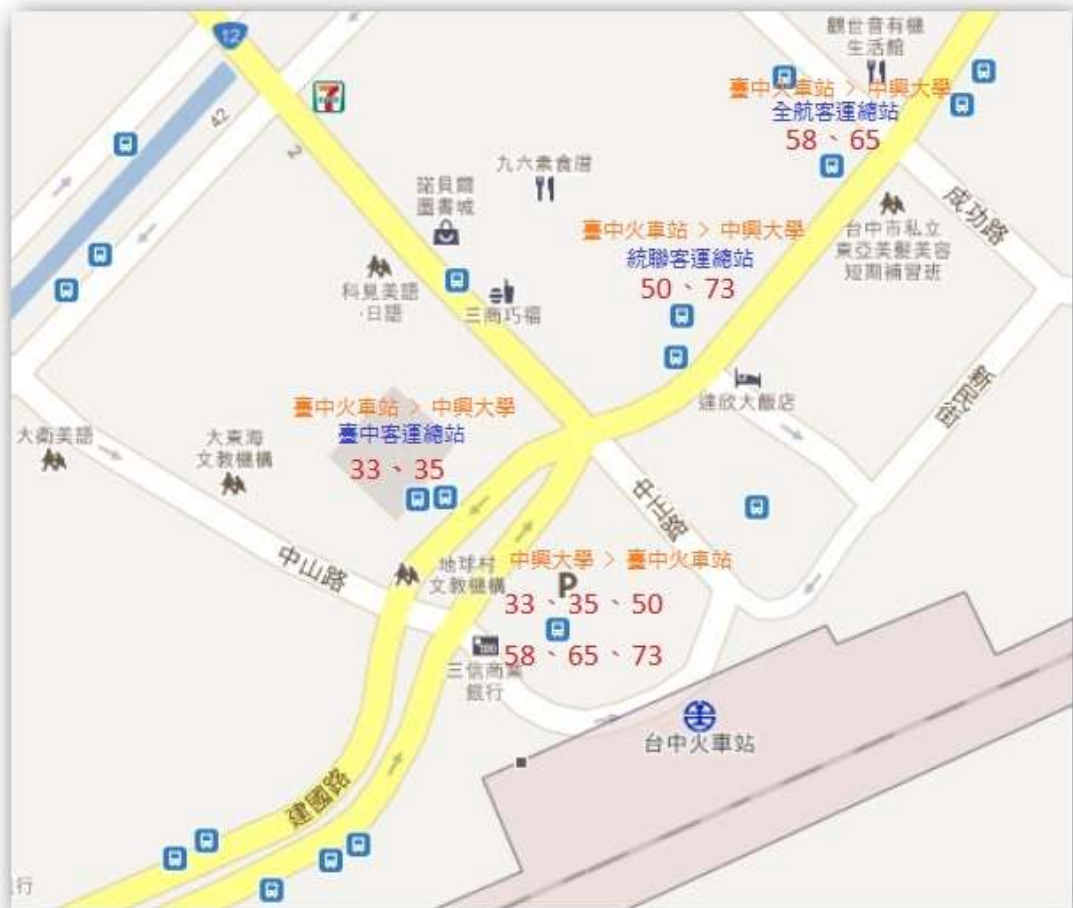 12
42
2
觀世音有機
生活館
臺中火車站 > 中興大學
全航客運總站
58、65
九六素食譜
諾貝爾
圖書城
成功路
臺中火車站 > 中興大學
統聯客運總站
50、73
台中市私立
東亞美髮美容
短期補習班
科見美語
·日語
三商巧福
達欣大飯店
新民街
臺中火車站 > 中興大學
臺中客運總站
33、35
大衛美語
大東海
文教機構
中正路
中山路
地球村
文教機構
中興大學 > 臺中火車站
P
33、35、50
58、65、73
三信商業
銀行
台中火車站
建國路
行